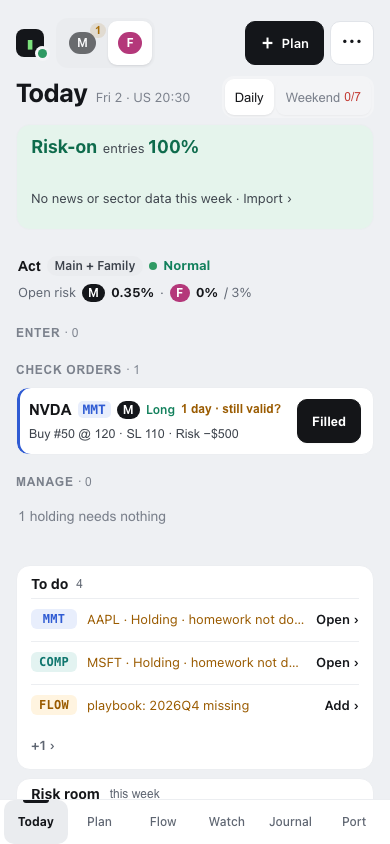 M 1 F + Plan ...
Today Fri 2 · US 20:30 Daily Weekend 0/7
Risk-on entries 100%
No news or sector data this week · Import ›
Act Main + Family Normal
Open risk M 0.35% · F 0% / 3%
ENTER · 0
CHECK ORDERS · 1
NVDA MMT M Long 1 day · still valid?
Buy #50 @ 120 · SL 110 · Risk −$500
Filled
MANAGE · 0
1 holding needs nothing
To do 4
MMT AAPL · Holding · homework not do... Open ›
COMP MSFT · Holding · homework not d... Open ›
FLOW playbook: 2026Q4 missing Add ›
+1 ›
Risk room this week
Today Plan Flow Watch Journal Port